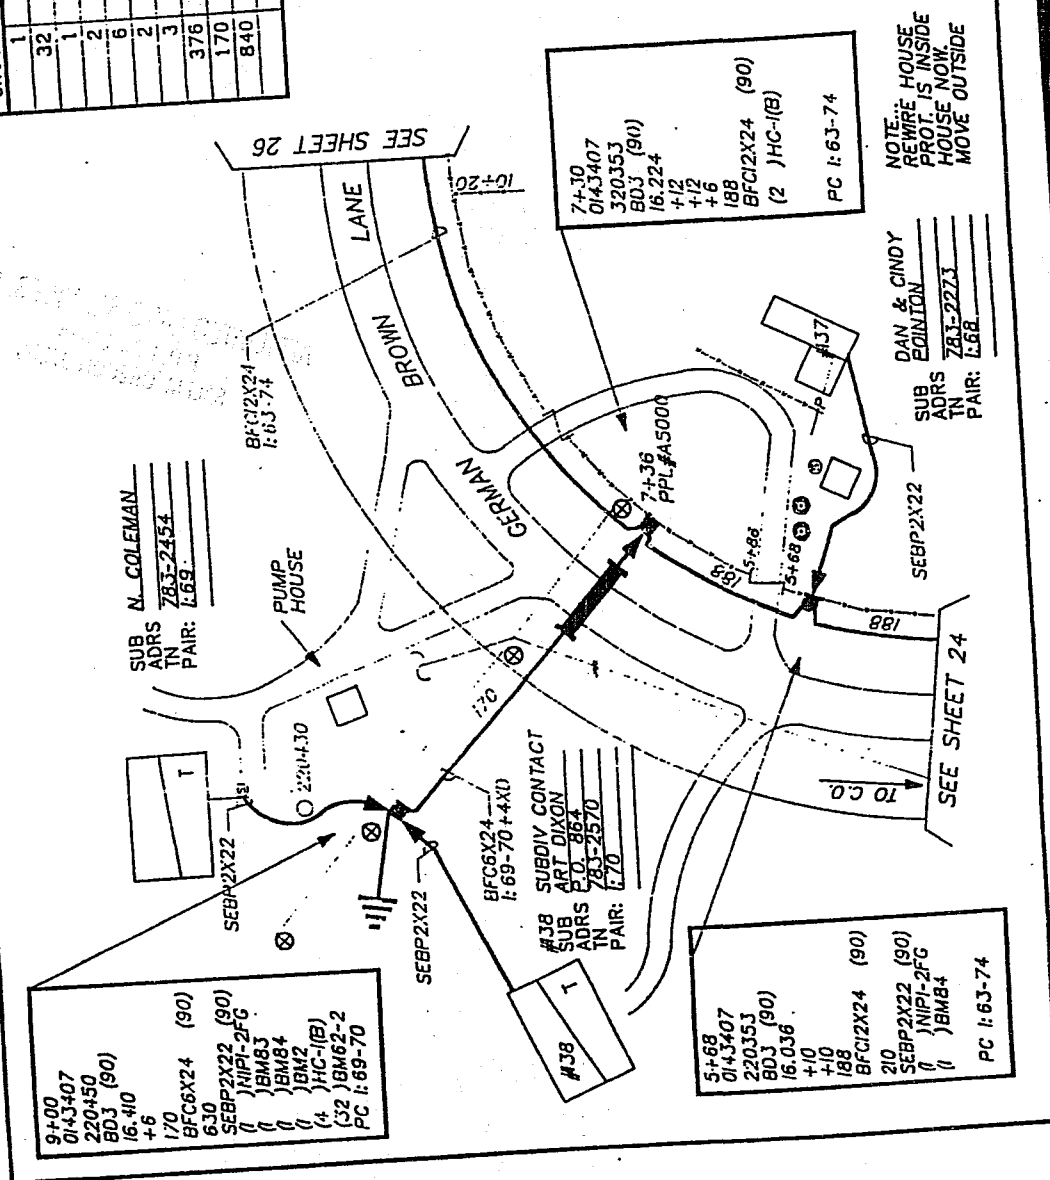 1
32
1
2
6
2
3
376
170
840
SEE SHEET 26
7+30
0143407
320353
BD3 (90)
16.224
+12
+12
+6
188
BFC12X24 (90)
(2 )HC-1(B)
PC 1: 63-74
NOTE...
REWIRE HOUSE
PROT. IS INSIDE
HOUSE NOW.
MOVE OUTSIDE
LANE
BROWN
GERMAN
10+20
BFC12X24
1: 63-74
SUB N. COLEMAN
ADRS
TN 783-2454
PAIR: 1:69
PUMP
HOUSE
7+36
PPL#A5000
SUB DAN & CINDY
ADRS POINTON
TN 783-2273
PAIR: 1:68
#37
P
SEBP2X22
188
5+86
5+68
188
SEE SHEET 24
TO C.O.
170
T
220+30
SEBP2X22
SEBP2X22
BFC6X24
1: 69-70+4XD
#38 SUBDIV CONTACT
SUB ART DIXON
ADRS P.O. 864
TN 783-2570
PAIR: 1:70
#38
T
9+00
0143407
220450
BD3 (90)
16.410
+6
170
BFC6X24 (90)
630
SEBP2X22 (90)
(1 )NIP1-2FG
(1 )BM83
(1 )BM84
(1 )BM2
(4 )HC-1(B)
(32 )BM62-2
PC 1: 69-70
5+68
0143407
220353
BD3 (90)
16.036
+10
+10
188
BFC12X24 (90)
210
SEBP2X22 (90)
(1 )NIP1-2FG
(1 )BM84
PC 1: 63-74